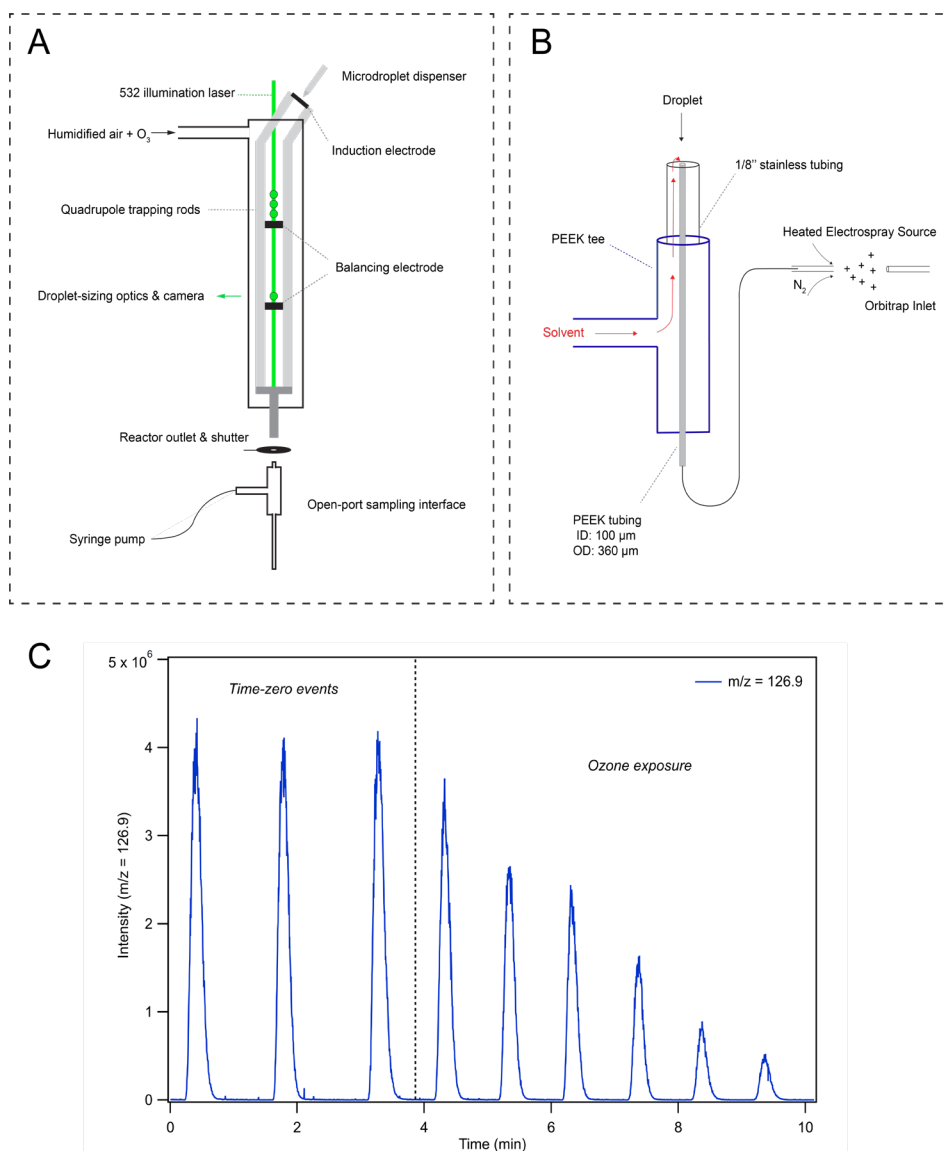 A
532 illumination laser
Microdroplet dispenser
Humidified air + O₃
Induction electrode
Quadrupole trapping rods
Balancing electrode
Droplet-sizing optics & camera
Reactor outlet & shutter
Open-port sampling interface
Syringe pump
B
Droplet
1/8" stainless tubing
PEEK tee
Heated Electrospray Source
+ + + + + + + +
N₂
Orbitrap Inlet
Solvent
PEEK tubing
ID: 100 µm
OD: 360 µm
C
5 x 10⁶
Time-zero events
m/z = 126.9
Ozone exposure
4
3
2
1
0
Intensity (m/z = 126.9)
0 2 4 6 8 10
Time (min)